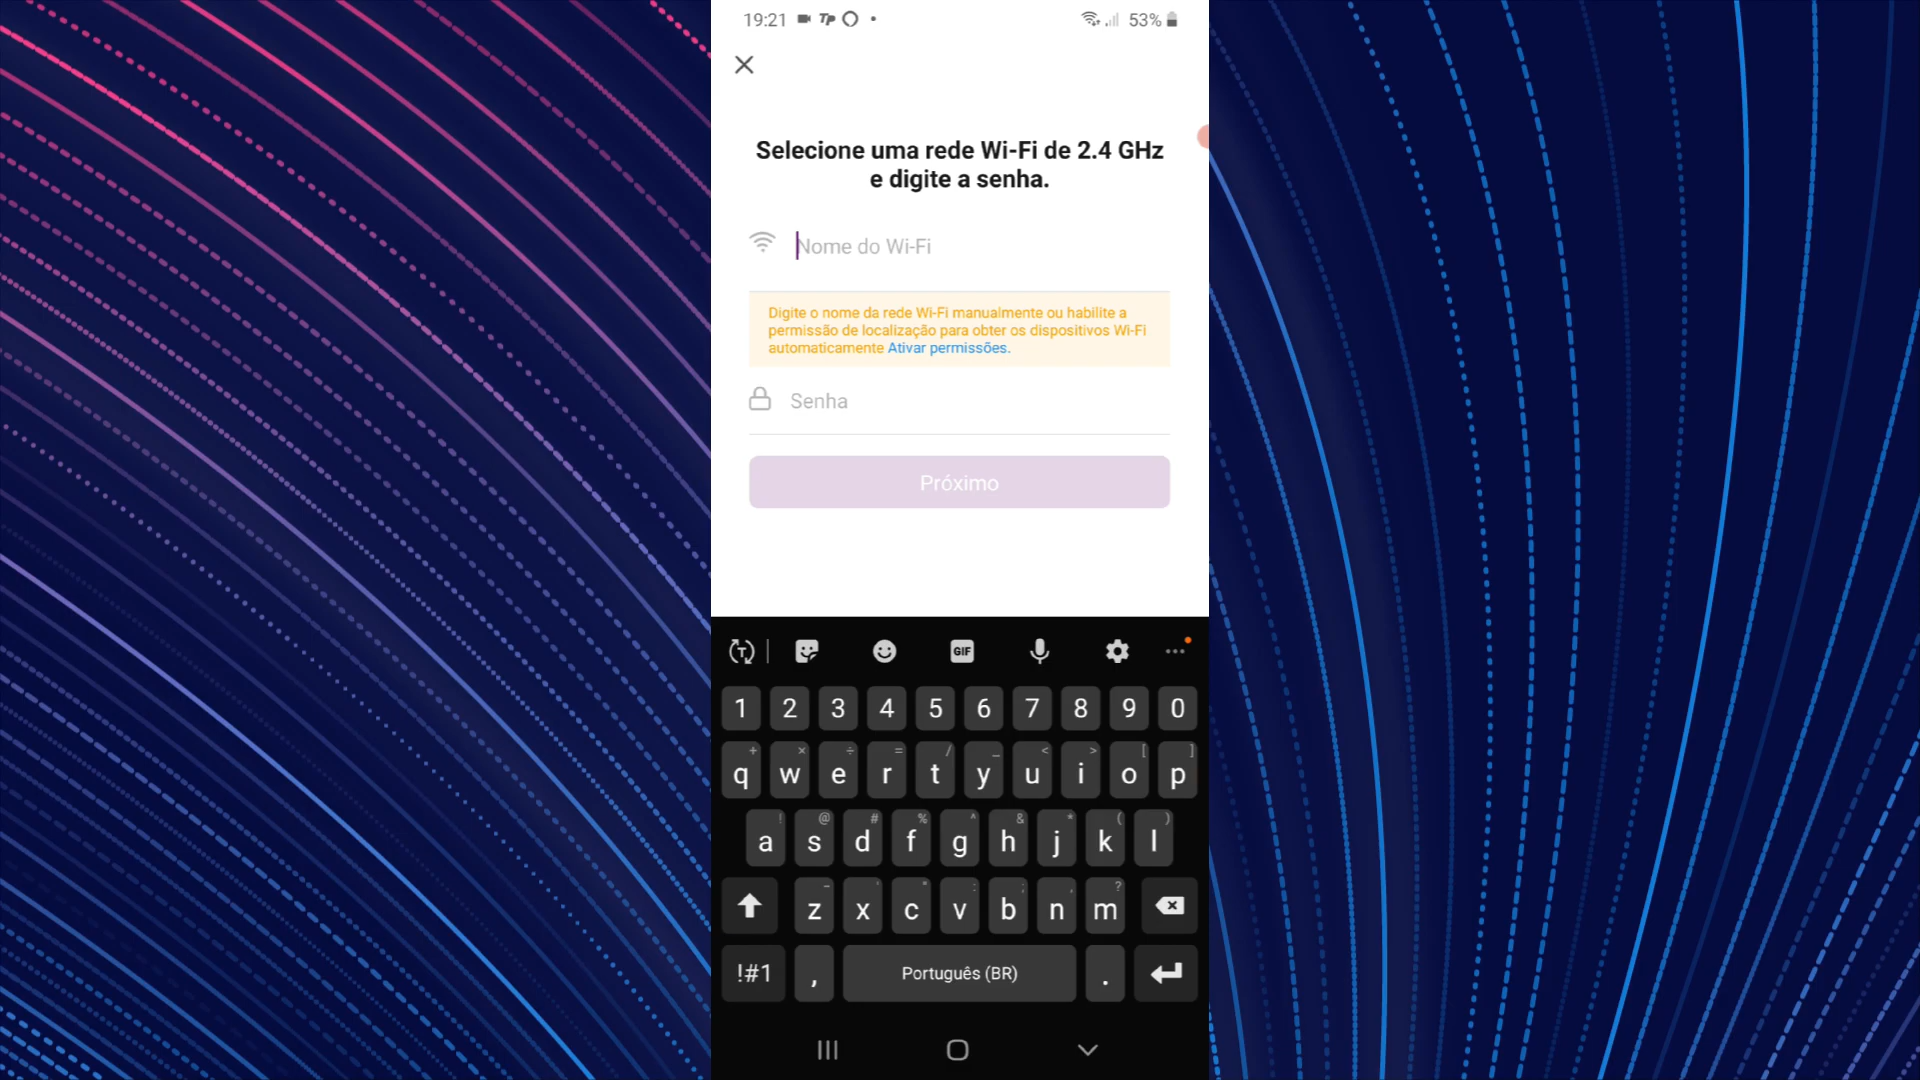 19:21 TP 53%
Selecione uma rede Wi-Fi de 2.4 GHz
e digite a senha.
Nome do Wi-Fi
Digite o nome da rede Wi-Fi manualmente ou habilite a
permissão de localização para obter os dispositivos Wi-Fi
automaticamente Ativar permissões.
Senha
Próximo
T GIF
1 2 3 4 5 6 7 8 9 0
+ × ÷ = / _ < > [ ]
q w e r t y u i o p
! @ # % ^ & * ( )
a s d f g h j k l
- ' " : ; , ?
z x c v b n m
!#1 , Português (BR) .